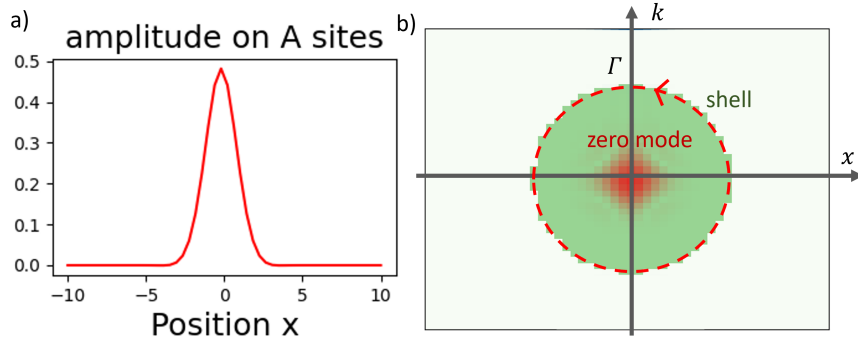 a)
amplitude on A sites
0.5
0.4
0.3
0.2
0.1
0.0
−10
−5
0
5
10
Position x
b)
k
Γ
shell
zero mode
x